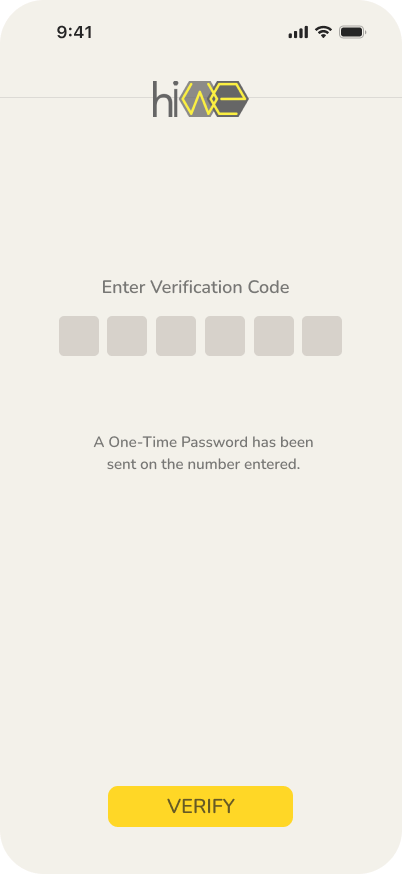 9:41
hiwe
Enter Verification Code
A One-Time Password has been
sent on the number entered.
VERIFY